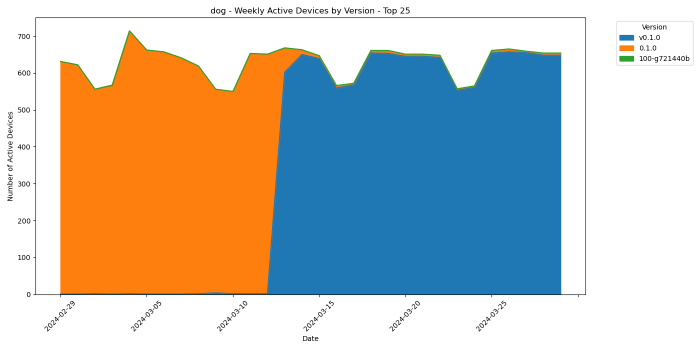 dog - Weekly Active Devices by Version - Top 25
Version
v0.1.0
0.1.0
100-g721440b
Number of Active Devices
700
600
500
400
300
200
100
0
2024-02-29
2024-03-05
2024-03-10
2024-03-15
2024-03-20
2024-03-25
Date